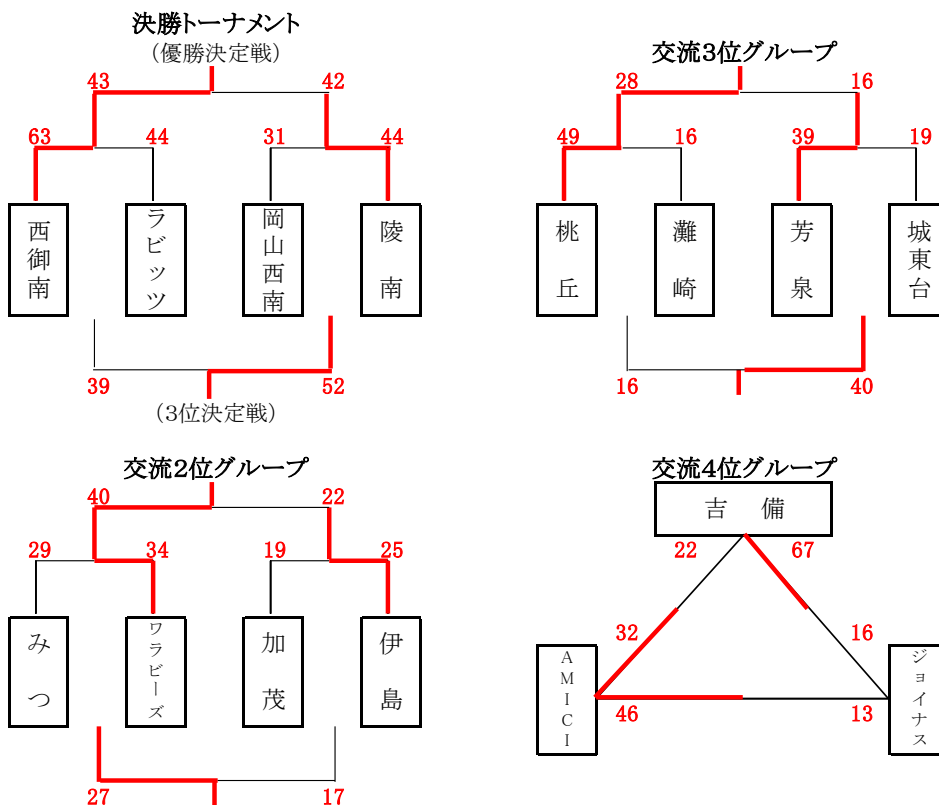 決勝トーナメント
(優勝決定戦)
43 42
63 44 31 44
西御南 ラビッツ 岡山西南 陵南
39 52
(3位決定戦)
交流3位グループ
28 16
49 16 39 19
桃丘 灘崎 芳泉 城東台
16 40
交流2位グループ
40 22
29 34 19 25
みつ ワラビーズ 加茂 伊島
27 17
交流4位グループ
吉備
22 67
32 16
AMICI ジョイナス
46 13